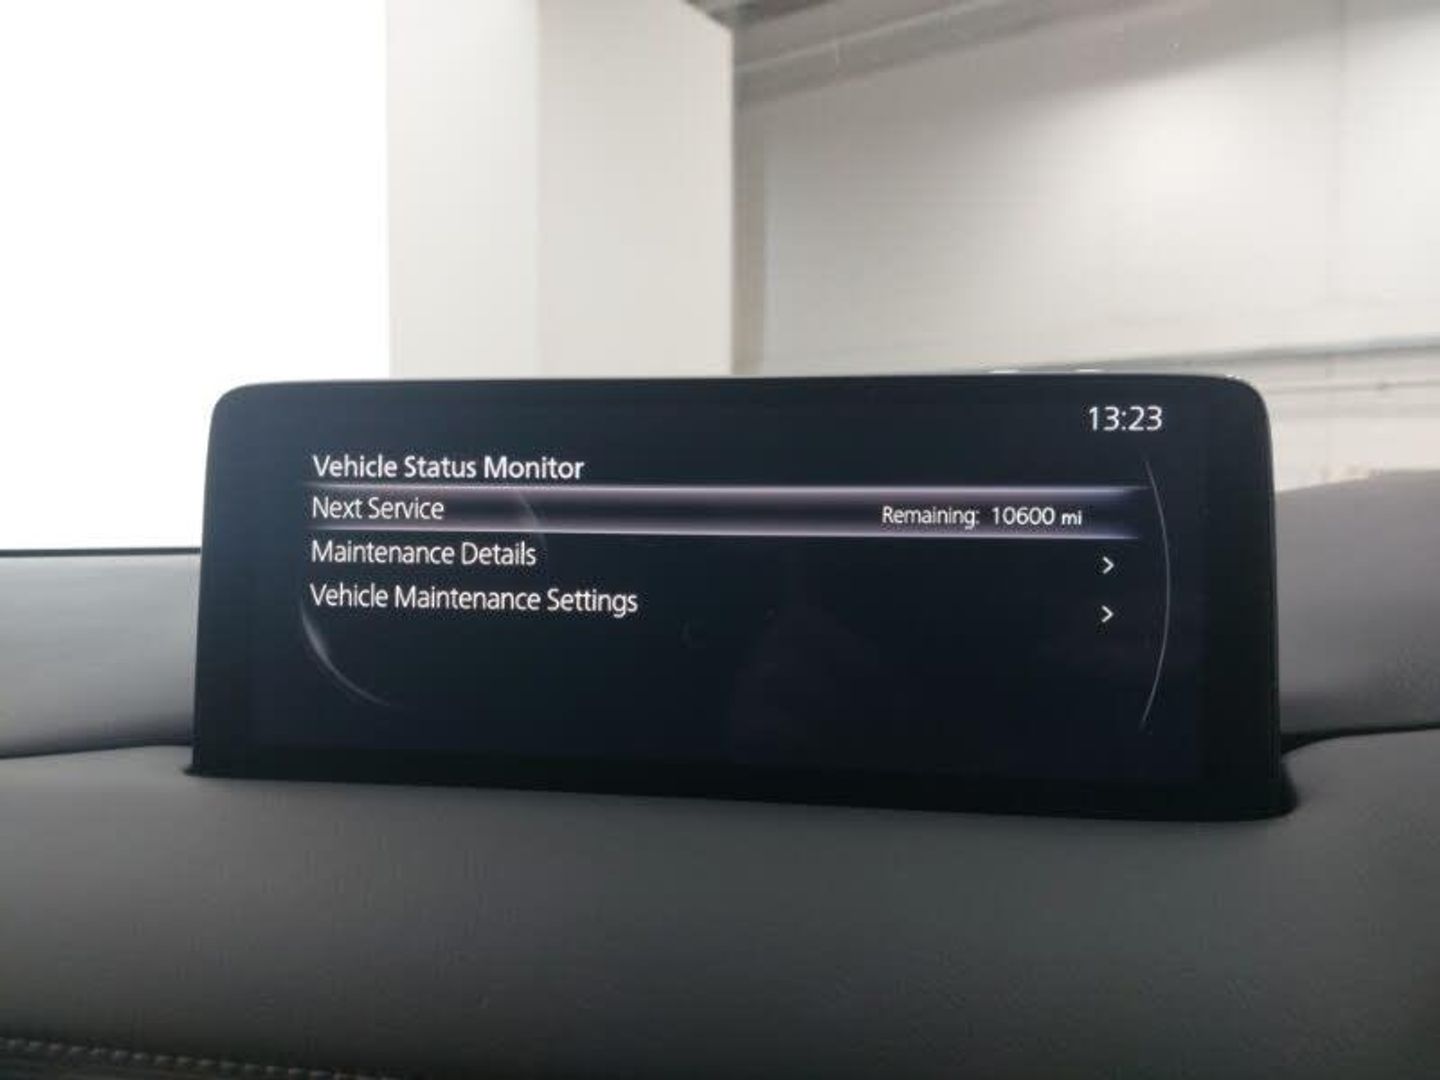 13:23
Vehicle Status Monitor
Next Service Remaining: 10600 mi
Maintenance Details >
Vehicle Maintenance Settings >